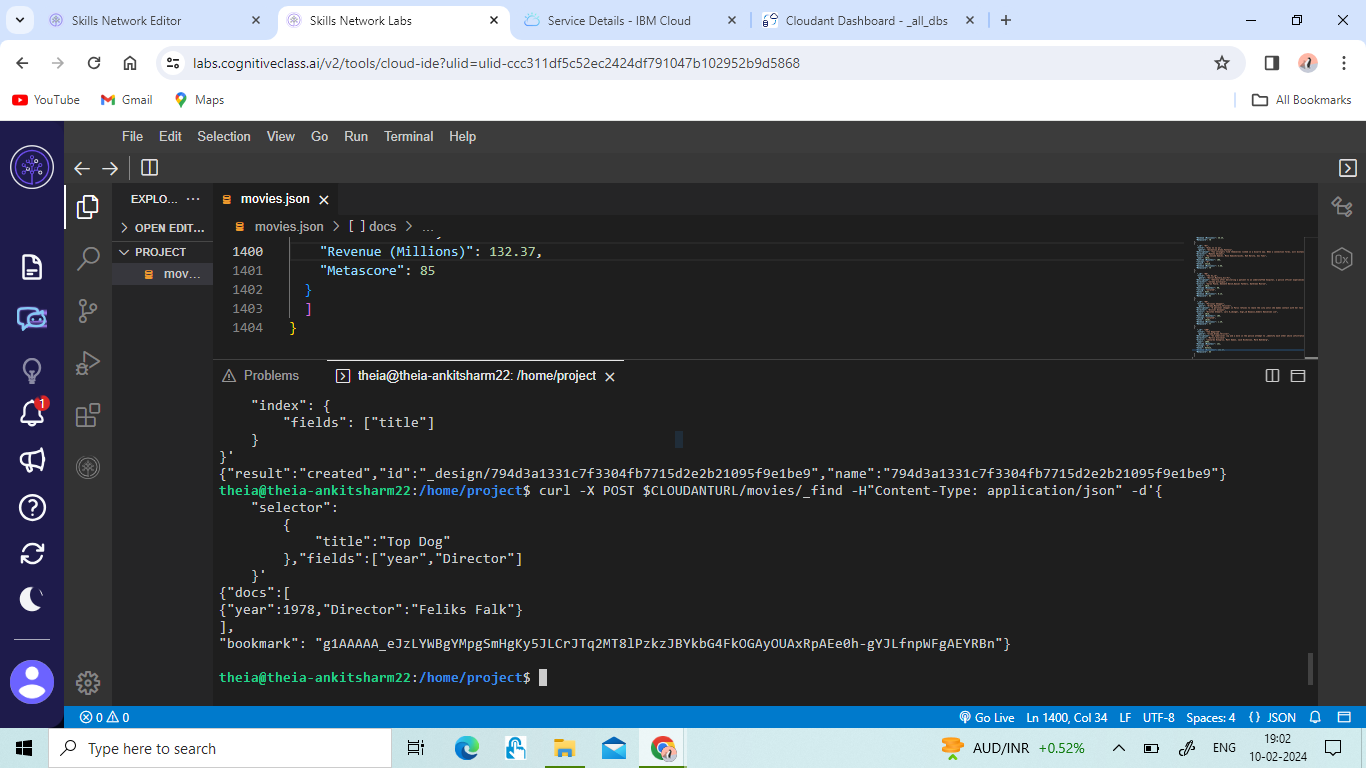 Skills Network Editor
Skills Network Labs
Service Details - IBM Cloud
Cloudant Dashboard - _all_dbs
labs.cognitiveclass.ai/v2/tools/cloud-ide?ulid=ulid-ccc311df5c52ec2424df791047b102952b9d5868
YouTube
Gmail
Maps
All Bookmarks
File Edit Selection View Go Run Terminal Help
EXPLO...
movies.json
OPEN EDIT...
movies.json > [ ] docs > ...
PROJECT
mov...
1400 "Revenue (Millions)": 132.37,
1401 "Metascore": 85
1402 }
1403 ]
1404 }
1
Problems
theia@theia-ankitsharm22: /home/project
"index": {
"fields": ["title"]
}
}'
{"result":"created","id":"_design/794d3a1331c7f3304fb7715d2e2b21095f9e1be9","name":"794d3a1331c7f3304fb7715d2e2b21095f9e1be9"}
theia@theia-ankitsharm22:/home/project$ curl -X POST $CLOUDANTURL/movies/_find -H"Content-Type: application/json" -d'{
"selector":
{
"title":"Top Dog"
},"fields":["year","Director"]
}'
{"docs":[
{"year":1978,"Director":"Feliks Falk"}
],
"bookmark": "g1AAAAA_eJzLYWBgYMpgSmHgKy5JLCrJTq2MT8lPzkzJBYkbG4FkOGAyOUAxRpAEe0h-gYJLfnpWFgAEYRBn"}
theia@theia-ankitsharm22:/home/project$
0 0
Go Live
Ln 1400, Col 34
LF
UTF-8
Spaces: 4
{} JSON
Type here to search
AUD/INR +0.52%
ENG
19:02
10-02-2024